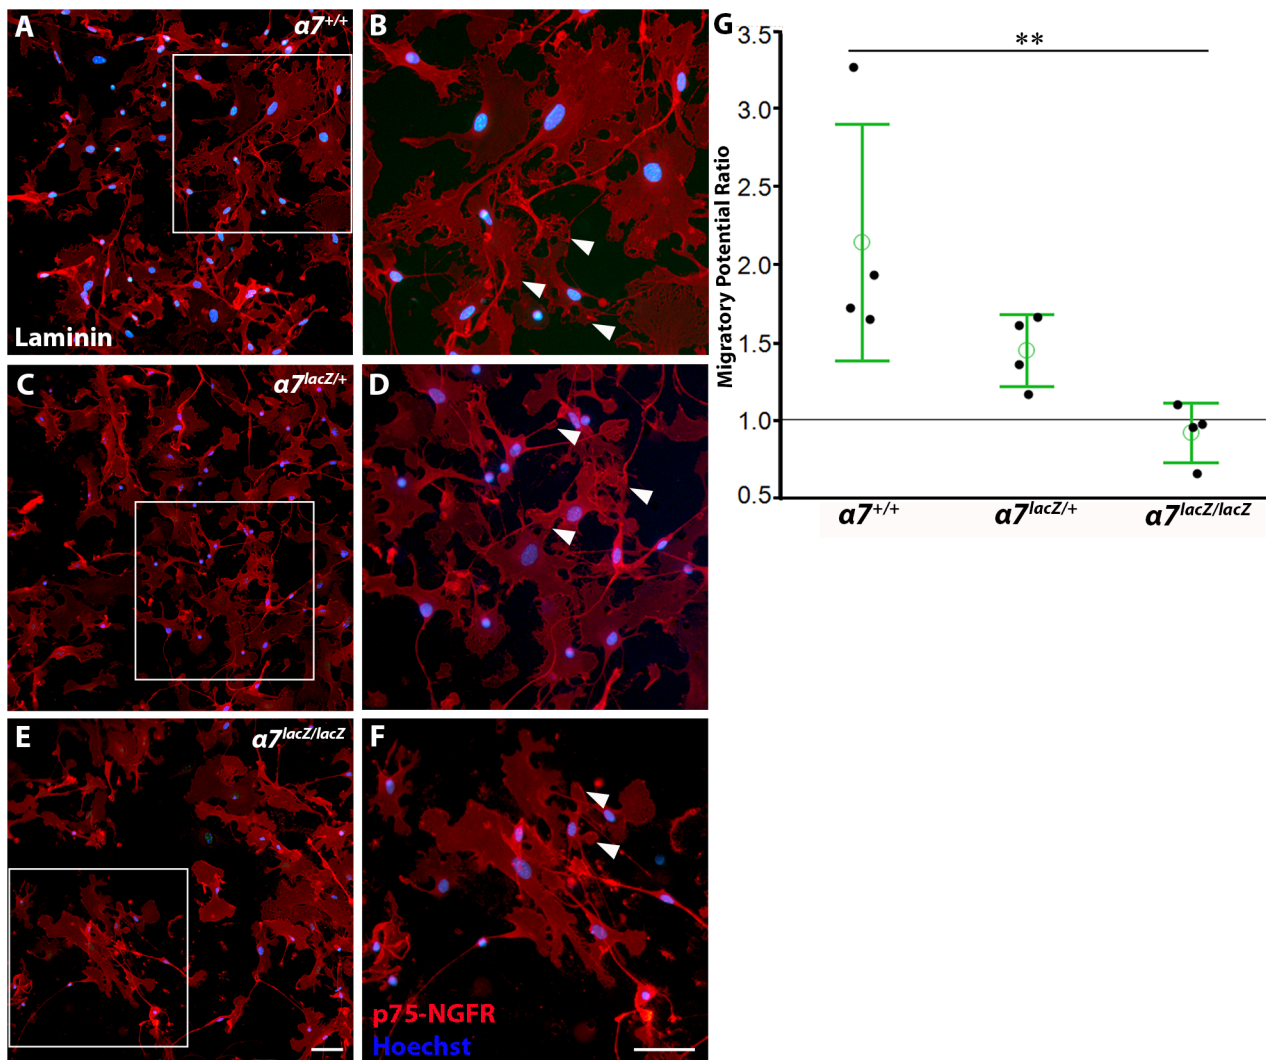 A
α7+/+
Laminin
B
C
α7lacZ/+
D
E
α7lacZ/lacZ
F
p75-NGFR
Hoechst
G
**
Migratory Potential Ratio
3.5
3.0
2.5
2.0
1.5
1.0
0.5
α7+/+
α7lacZ/+
α7lacZ/lacZ